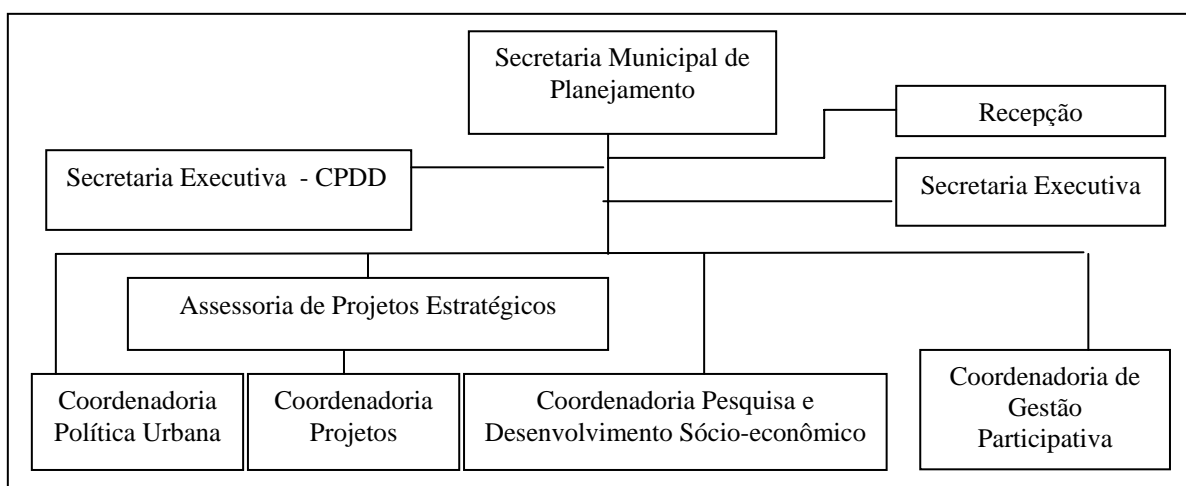 Secretaria Municipal de
Planejamento
Recepção
Secretaria Executiva - CPDD
Secretaria Executiva
Assessoria de Projetos Estratégicos
Coordenadoria
Política Urbana
Coordenadoria
Projetos
Coordenadoria Pesquisa e
Desenvolvimento Sócio-econômico
Coordenadoria de
Gestão
Participativa